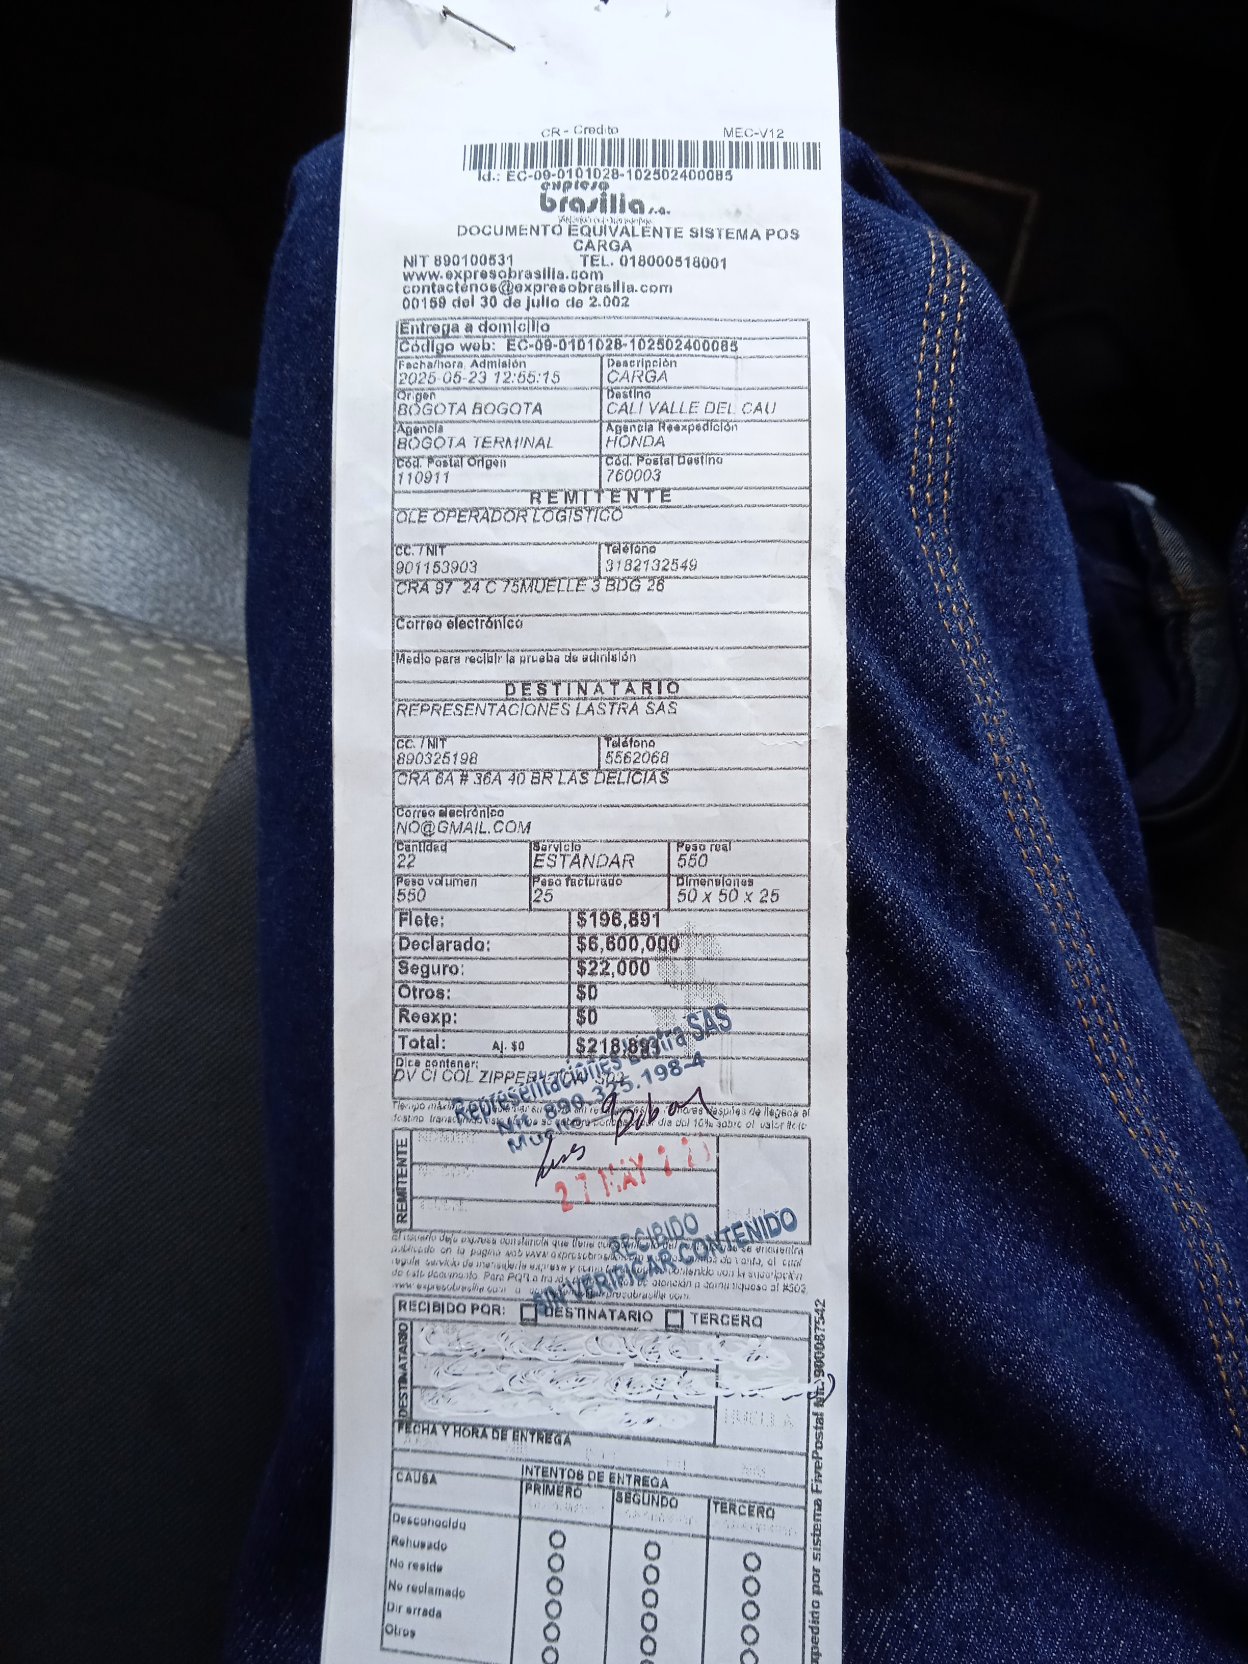 CR - Credito MEC-V12
Id.: EC-09-0101028-102502400085
expreso
brasilia s.a.
DOCUMENTO EQUIVALENTE SISTEMA POS
CARGA
NIT 890100531 TEL. 018000518001
www.expresobrasilia.com
contactenos@expresobrasilia.com
00159 del 30 de julio de 2.002
Entrega a domicilio
Código web: EC-09-0101028-102502400085
Fecha/hora Admisión Descripción
2025-05-23 12:55:15 CARGA
Origen Destino
BOGOTA BOGOTA CALI VALLE DEL CAU
Agencia Agencia Reexpedición
BOGOTA TERMINAL HONDA
Cód. Postal Origen Cód. Postal Destino
110911 760003
REMITENTE
OLE OPERADOR LOGISTICO
CC. / NIT Teléfono
901153903 3182132549
CRA 97 24 C 75MUELLE 3 BDG 26
Correo electrónico
Medio para recibir la prueba de admisión
DESTINATARIO
REPRESENTACIONES LASTRA SAS
CC. / NIT Teléfono
890325198 5562068
CRA 6A # 36A 40 BR LAS DELICIAS
Correo electrónico
NO@GMAIL.COM
Cantidad Servicio Peso real
22 ESTANDAR 550
Peso volumen Peso facturado Dimensiones
550 25 50 x 50 x 25
Flete: $196,891
Declarado: $6,600,000
Seguro: $22,000
Otros: $0
Reexp: $0
Total: Aj. $0 $218,891
Dice contener:
DV CI COL ZIPPER
Representaciones Lastra SAS
Nit. 890.325.198-4
27 MAY
REMITENTE
RECIBIDO
SIN VERIFICAR CONTENIDO
RECIBIDO POR: DESTINATARIO TERCERO
DESTINATARIO
HUELLA
FECHA Y HORA DE ENTREGA
CAUSA INTENTOS DE ENTREGA
PRIMERO SEGUNDO TERCERO
Desconocido
Rehusado
No reside
No reclamado
Dir errada
Otros
xpedido por sistema FivePostal Nit.: 900087542